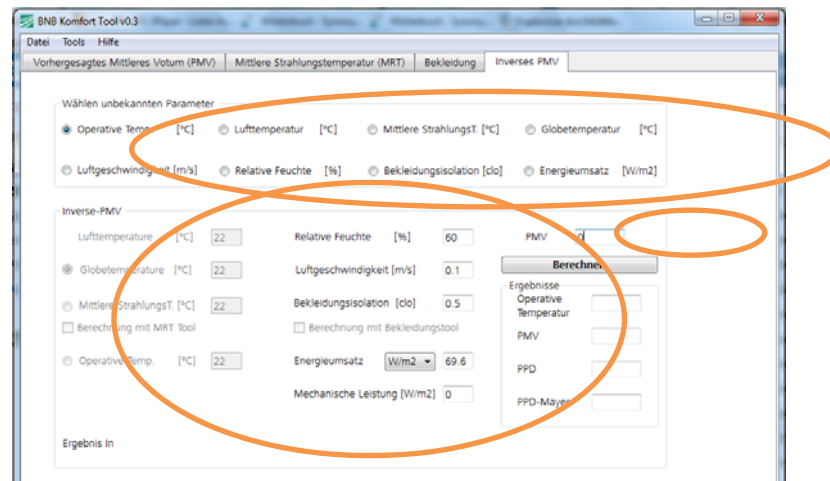 BNB Komfort Tool v0.3
Datei Tools Hilfe
Vorhergesagtes Mittleres Votum (PMV) Mittlere Strahlungstemperatur (MRT) Bekleidung Inverses PMV
Wählen unbekannten Parameter
Operative Temp. [°C] Lufttemperatur [°C] Mittlere StrahlungsT. [°C] Globetemperatur [°C]
Luftgeschwindigkeit [m/s] Relative Feuchte [%] Bekleidungsisolation [clo] Energieumsatz [W/m2]
Inverse-PMV
Lufttemperature [°C] 22 Relative Feuchte [%] 60 PMV 0
Globetemperature [°C] 22 Luftgeschwindigkeit [m/s] 0.1 Berechnen
Ergebnisse
Mittlere StrahlungsT. [°C] 22 Bekleidungsisolation [clo] 0.5 Operative
Temperatur
Berechnung mit MRT Tool Berechnung mit Bekleidungstool PMV
Operative Temp. [°C] 22 Energieumsatz W/m2 69.6 PPD
Mechanische Leistung [W/m2] 0 PPD-Mayer
Ergebnis In